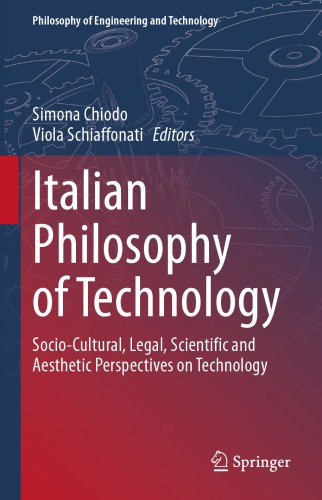 Philosophy of Engineering and Technology
Simona Chiodo
Viola Schiaffonati Editors
Italian
Philosophy
of Technology
Socio-Cultural, Legal, Scientific and
Aesthetic Perspectives on Technology
Springer